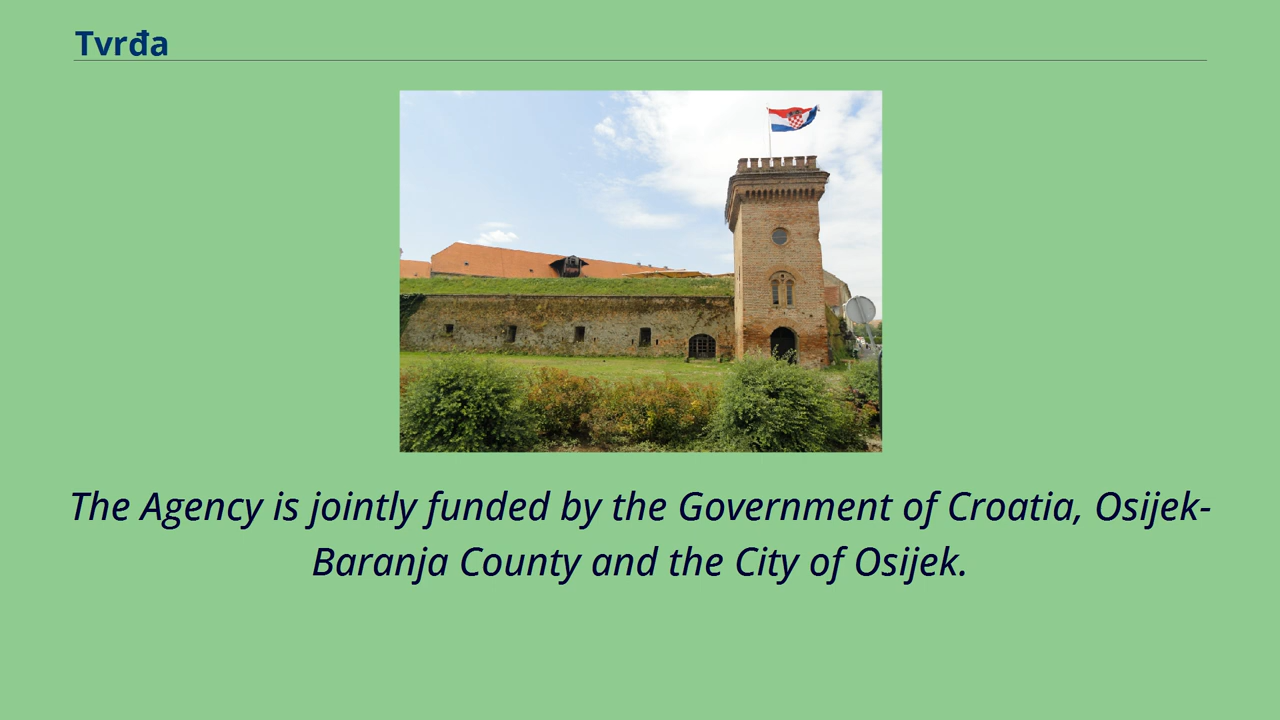 Tvrđa
The Agency is jointly funded by the Government of Croatia, Osijek-
Baranja County and the City of Osijek.